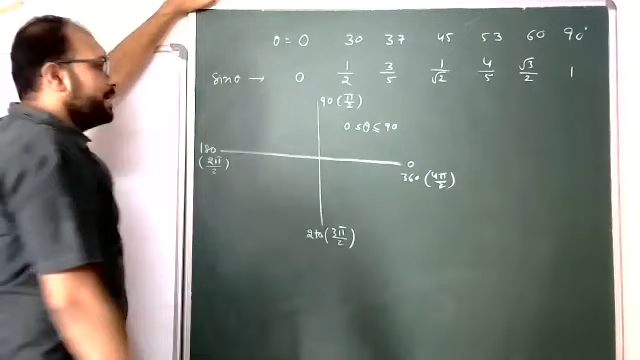 θ = 0 30 37 45 53 60 90°
sinθ → 0 1/2 3/5 1/√2 4/5 √3/2 1
90 (π/2)
0 ≤ θ ≤ 90
180
(2π/2)
0
360 (4π/2)
270 (3π/2)